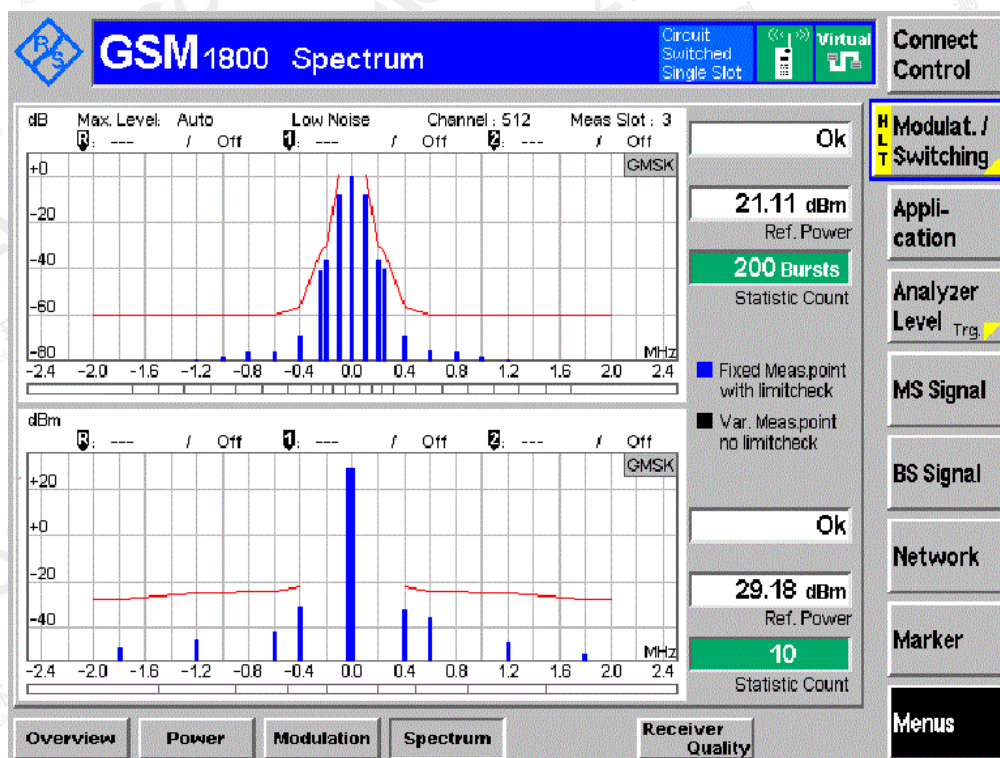 R S
GSM 1800 Spectrum
Circuit
Switched
Single Slot
Virtual
Connect
Control
dB Max. Level: Auto Low Noise Channel : 512 Meas Slot : 3
R: --- / Off 1: --- / Off 2: --- / Off
GMSK
+0
-20
-40
-60
-80
MHz
-2.4 -2.0 -1.6 -1.2 -0.8 -0.4 0.0 0.4 0.8 1.2 1.6 2.0 2.4
Ok
21.11 dBm
Ref. Power
200 Bursts
Statistic Count
Fixed Meas.point
with limitcheck
Var. Meas.point
no limitcheck
dBm
R: --- / Off 1: --- / Off 2: --- / Off
GMSK
+20
+0
-20
-40
MHz
-2.4 -2.0 -1.6 -1.2 -0.8 -0.4 0.0 0.4 0.8 1.2 1.6 2.0 2.4
Ok
29.18 dBm
Ref. Power
10
Statistic Count
HLT
Modulat. /
Switching
Appli-
cation
Analyzer
Level Trg.
MS Signal
BS Signal
Network
Marker
Menus
Overview
Power
Modulation
Spectrum
Receiver
Quality